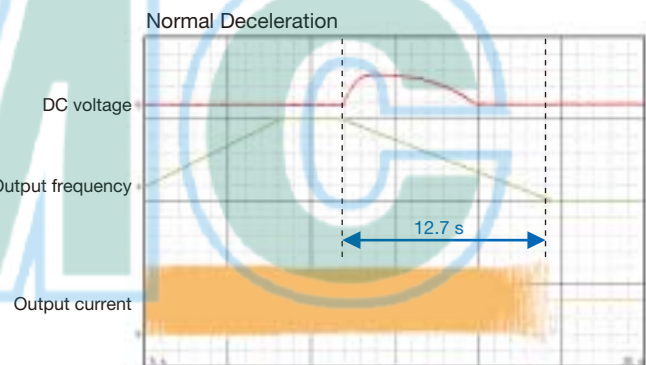 Normal Deceleration
DC voltage
Output frequency
12.7 s
Output current